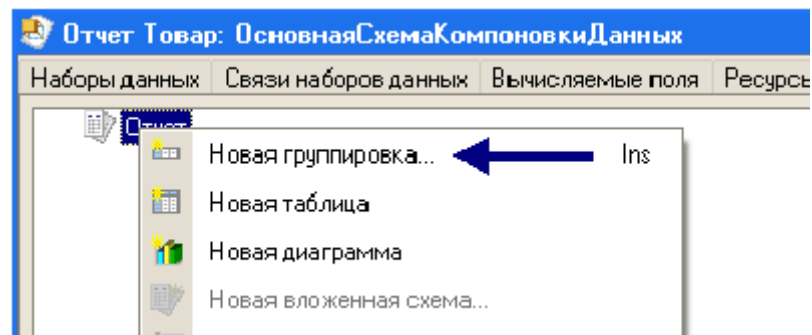 Отчет Товар: ОсновнаяСхемаКомпоновкиДанных
Наборы данных Связи наборов данных Вычисляемые поля Ресурсы
Отчет
Новая группировка... Ins
Новая таблица
Новая диаграмма
Новая вложенная схема...